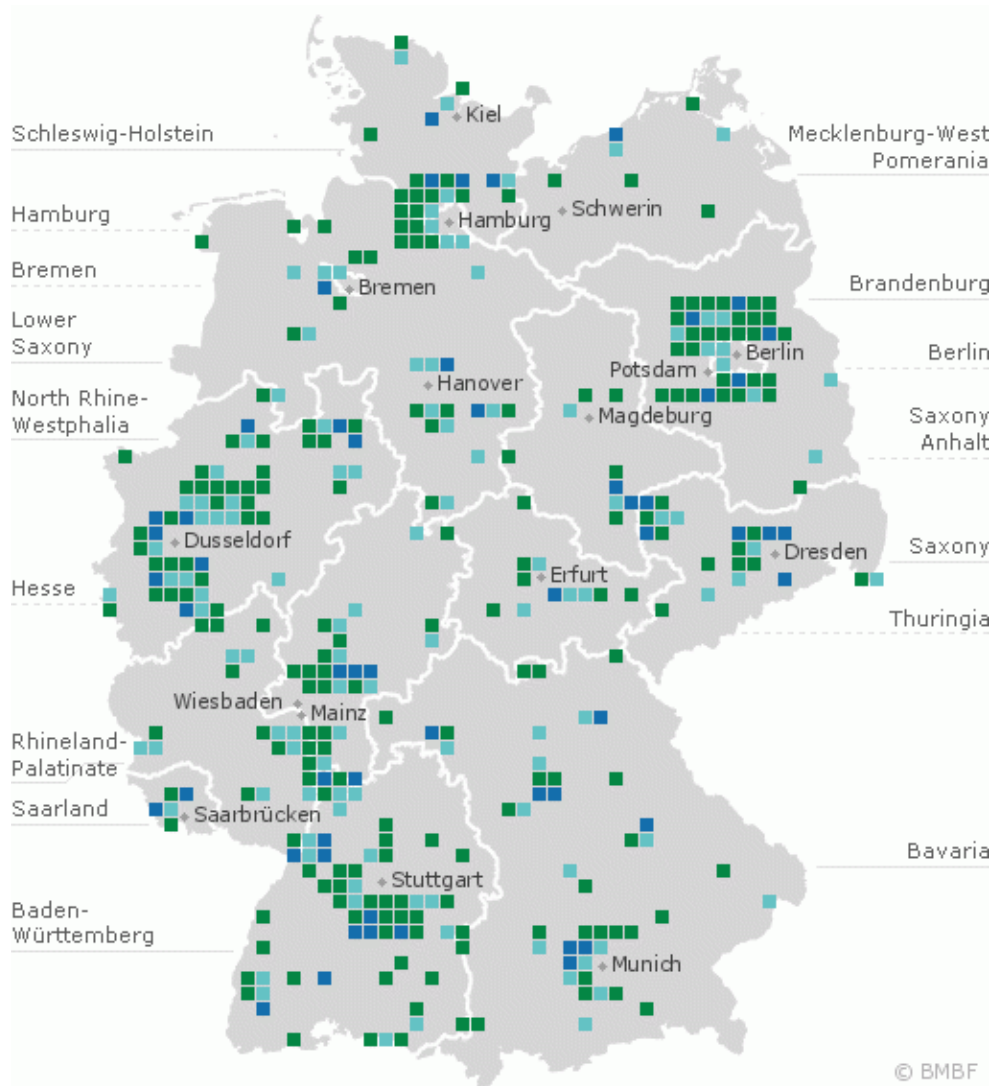 Kiel
Schleswig-Holstein
Mecklenburg-West
Pomerania
Hamburg
Schwerin
Hamburg
Bremen
Bremen
Brandenburg
Lower
Saxony
Berlin
Berlin
Potsdam
Hanover
North Rhine-
Westphalia
Magdeburg
Saxony
Anhalt
Dusseldorf
Dresden
Saxony
Erfurt
Hesse
Thuringia
Wiesbaden
Mainz
Rhineland-
Palatinate
Saarland
Saarbrücken
Bavaria
Stuttgart
Baden-
Württemberg
Munich
© BMBF